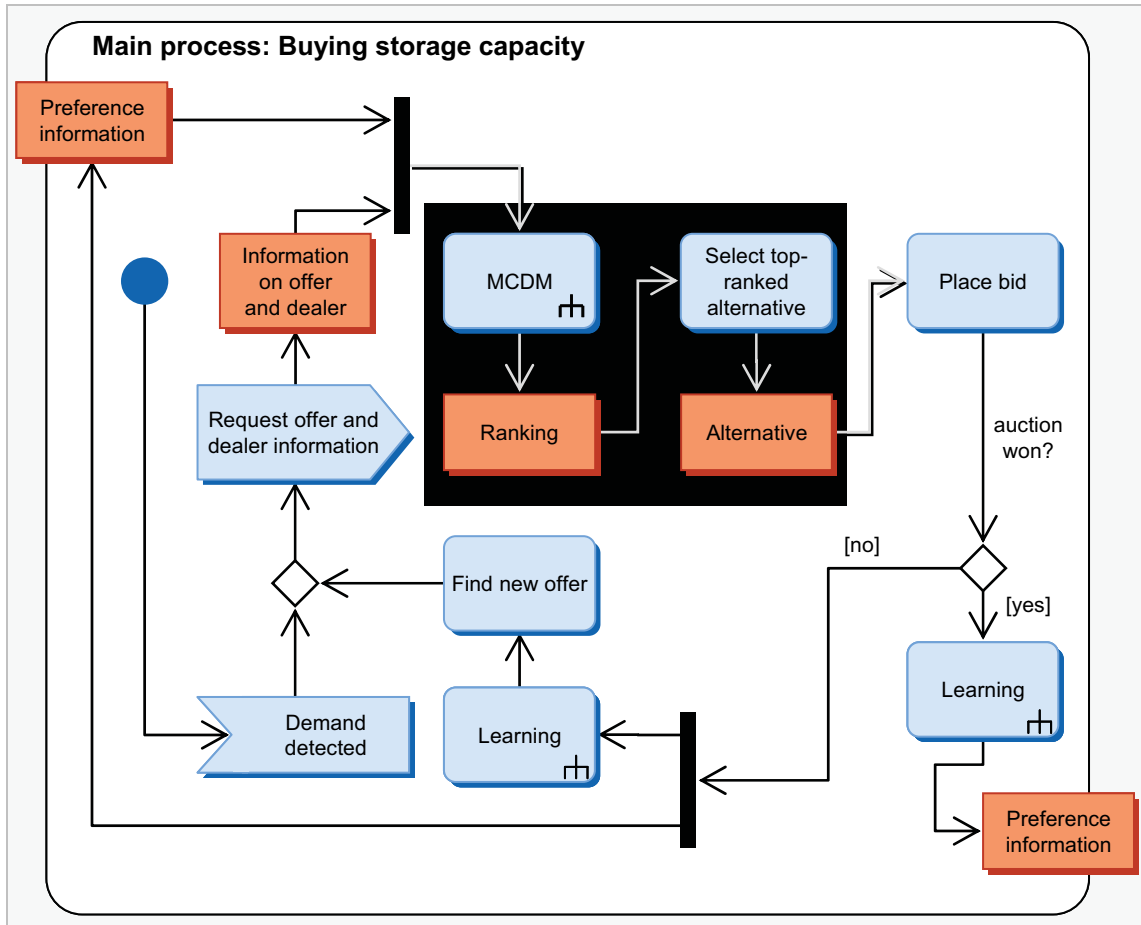 Main process: Buying storage capacity
Preference
information
Information
on offer
and dealer
MCDM
Select top-
ranked
alternative
Place bid
Request offer and
dealer information
Ranking
Alternative
auction
won?
[no]
Find new offer
[yes]
Learning
Demand
detected
Learning
Preference
information